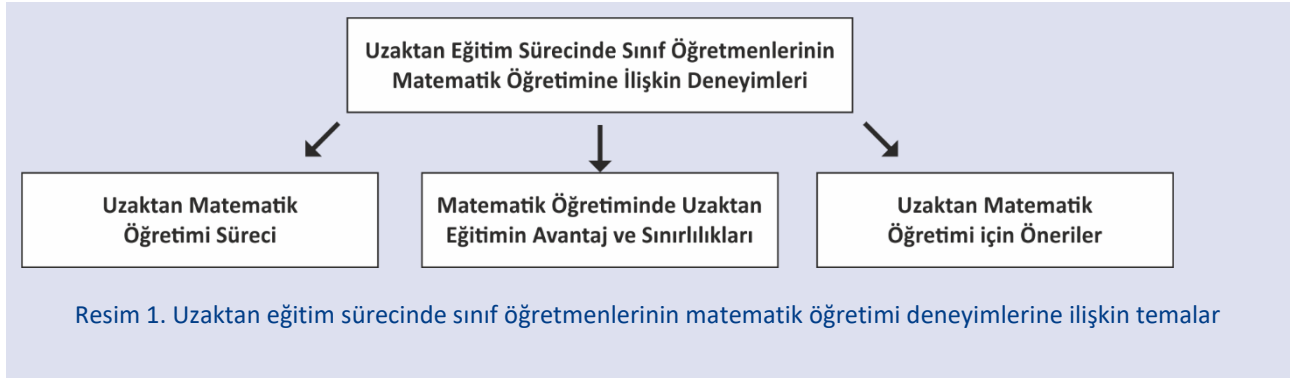 Uzaktan Eğitim Sürecinde Sınıf Öğretmenlerinin
Matematik Öğretimine İlişkin Deneyimleri
Uzaktan Matematik
Öğretimi Süreci
Matematik Öğretiminde Uzaktan
Eğitimin Avantaj ve Sınırlılıkları
Uzaktan Matematik
Öğretimi için Öneriler
Resim 1. Uzaktan eğitim sürecinde sınıf öğretmenlerinin matematik öğretimi deneyimlerine ilişkin temalar